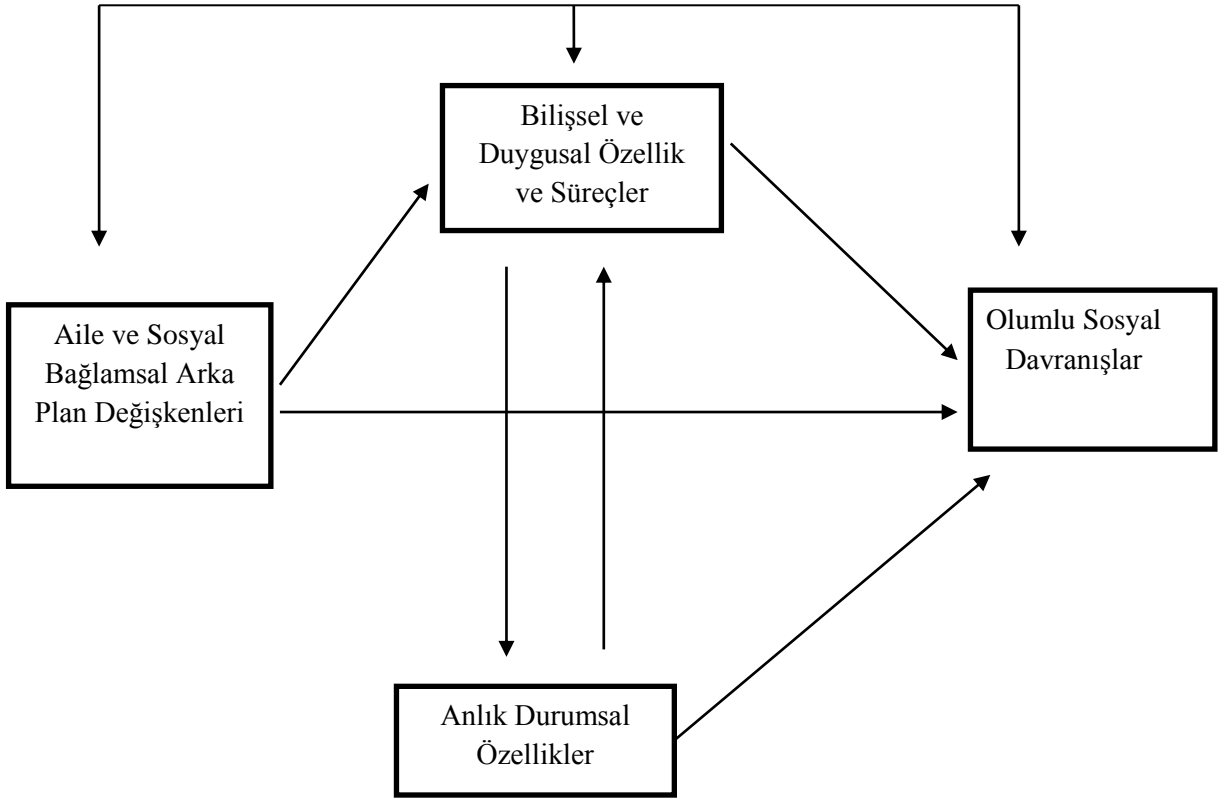 Bilişsel ve
Duygusal Özellik
ve Süreçler
Aile ve Sosyal
Bağlamsal Arka
Plan Değişkenleri
Olumlu Sosyal
Davranışlar
Anlık Durumsal
Özellikler